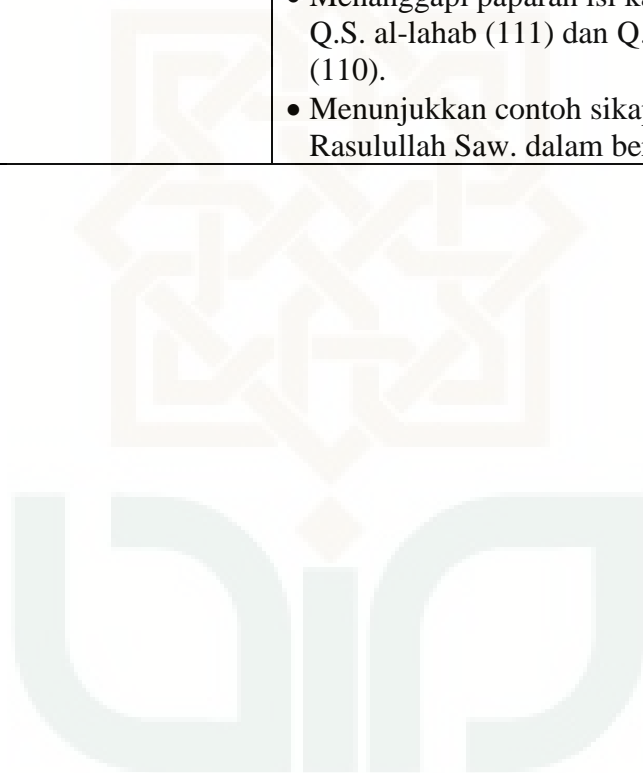 • Menanggapi paparan isi
Q.S. al-lahab (111) dan
(110).
• Menunjukkan contoh
Rasulullah Saw. dalam